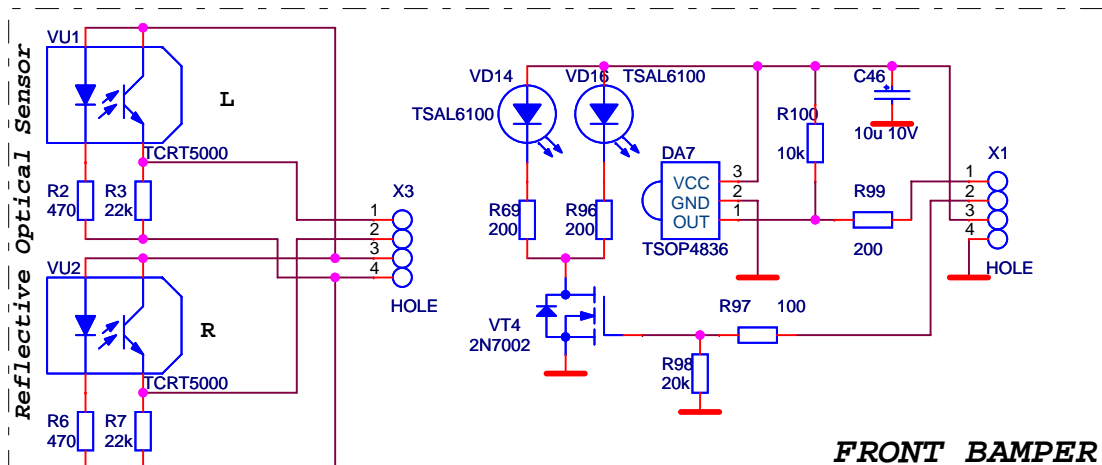 Reflective Optical Sensor
VU1
L
TCRT5000
R2
470
R3
22k
X3
1
2
3
4
HOLE
VU2
R
TCRT5000
R6
470
R7
22k
VD14
TSAL6100
VD16
TSAL6100
C46
10u 10V
R100
10k
DA7
VCC
GND
OUT
3
2
1
TSOP4836
R99
200
X1
1
2
3
4
HOLE
R69
200
R96
200
VT4
2N7002
R97
100
R98
20k
FRONT BAMPER